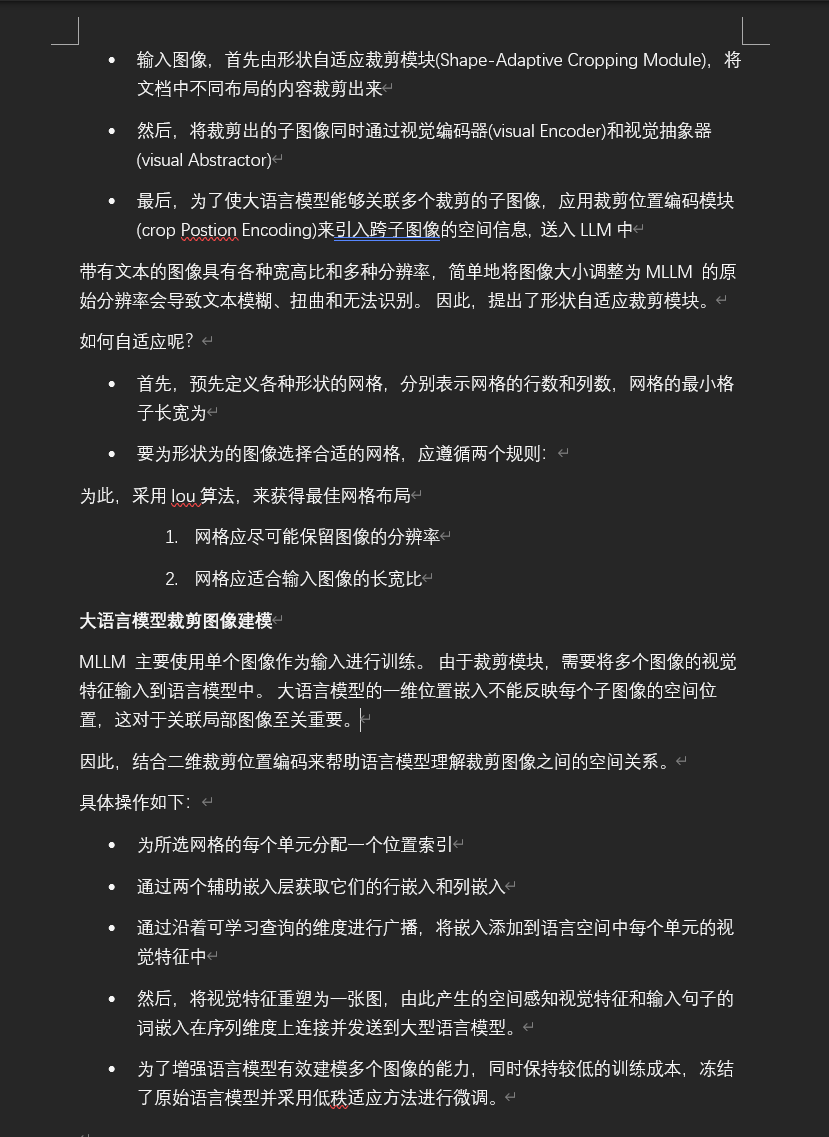 输入图像，首先由形状自适应裁剪模块(Shape-Adaptive Cropping Module)，将
文档中不同布局的内容裁剪出来
然后，将裁剪出的子图像同时通过视觉编码器(visual Encoder)和视觉抽象器
(visual Abstractor)
最后，为了使大语言模型能够关联多个裁剪的子图像，应用裁剪位置编码模块
(crop Postion Encoding)来引入跨子图像的空间信息, 送入 LLM 中
带有文本的图像具有各种宽高比和多种分辨率，简单地将图像大小调整为 MLLM 的原
始分辨率会导致文本模糊、扭曲和无法识别。 因此，提出了形状自适应裁剪模块。
如何自适应呢？
首先，预先定义各种形状的网格，分别表示网格的行数和列数，网格的最小格
子长宽为
要为形状为的图像选择合适的网格，应遵循两个规则：
为此，采用 Iou 算法，来获得最佳网格布局
1. 网格应尽可能保留图像的分辨率
2. 网格应适合输入图像的长宽比
大语言模型裁剪图像建模
MLLM 主要使用单个图像作为输入进行训练。 由于裁剪模块，需要将多个图像的视觉
特征输入到语言模型中。 大语言模型的一维位置嵌入不能反映每个子图像的空间位
置，这对于关联局部图像至关重要。
因此，结合二维裁剪位置编码来帮助语言模型理解裁剪图像之间的空间关系。
具体操作如下：
为所选网格的每个单元分配一个位置索引
通过两个辅助嵌入层获取它们的行嵌入和列嵌入
通过沿着可学习查询的维度进行广播，将嵌入添加到语言空间中每个单元的视
觉特征中
然后，将视觉特征重塑为一张图，由此产生的空间感知视觉特征和输入句子的
词嵌入在序列维度上连接并发送到大型语言模型。
为了增强语言模型有效建模多个图像的能力，同时保持较低的训练成本，冻结
了原始语言模型并采用低秩适应方法进行微调。